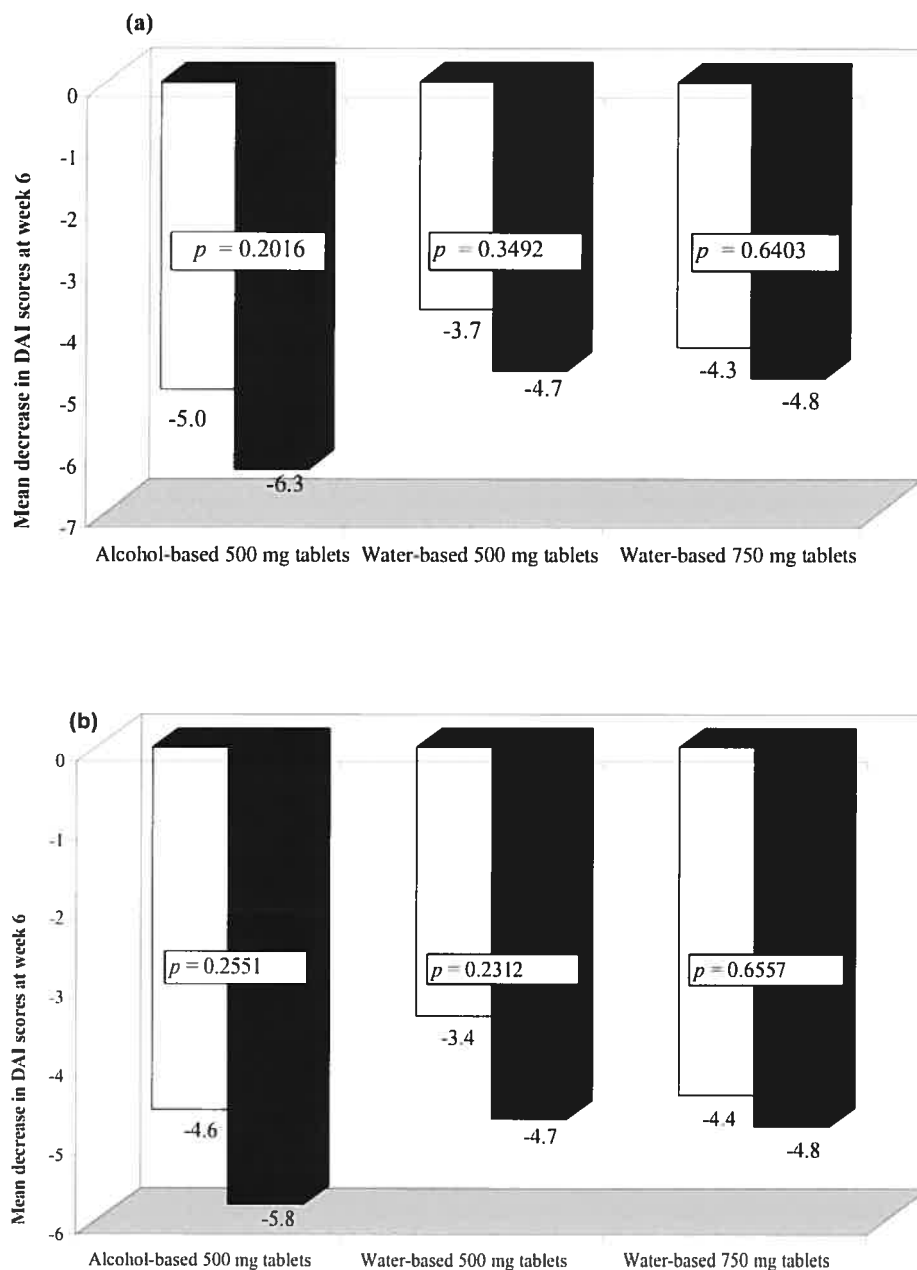 (a)
Mean decrease in DAI scores at week 6
0
-1
-2
-3
-4
-5
-6
-7
p = 0.2016
p = 0.3492
p = 0.6403
-5.0
-6.3
-3.7
-4.7
-4.3
-4.8
Alcohol-based 500 mg tablets
Water-based 500 mg tablets
Water-based 750 mg tablets
(b)
Mean decrease in DAI scores at week 6
0
-1
-2
-3
-4
-5
-6
p = 0.2551
p = 0.2312
p = 0.6557
-4.6
-5.8
-3.4
-4.7
-4.4
-4.8
Alcohol-based 500 mg tablets
Water-based 500 mg tablets
Water-based 750 mg tablets